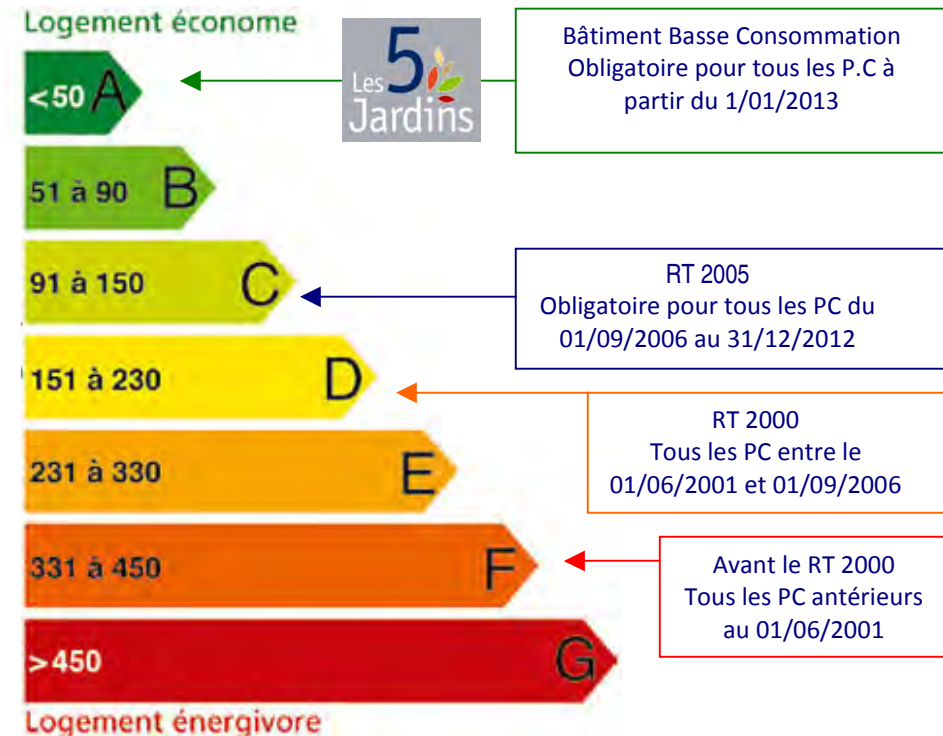 Logement économe
<50 A
Les 5
Jardins
Bâtiment Basse Consommation
Obligatoire pour tous les P.C à
partir du 1/01/2013
51 à 90 B
91 à 150 C
RT 2005
Obligatoire pour tous les PC du
01/09/2006 au 31/12/2012
151 à 230 D
RT 2000
Tous les PC entre le
01/06/2001 et 01/09/2006
231 à 330 E
331 à 450 F
Avant le RT 2000
Tous les PC antérieurs
au 01/06/2001
>450 G
Logement énergivore